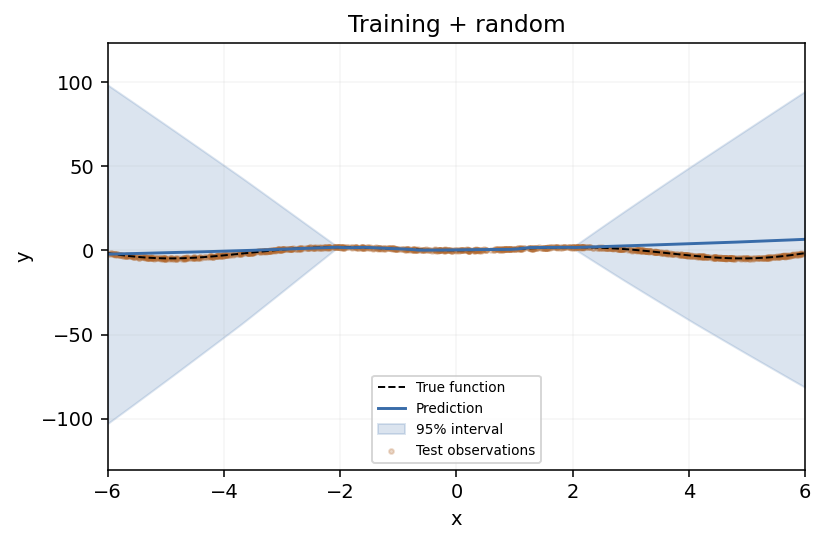 Training + random
100
50
0
−50
−100
y
True function
Prediction
95% interval
Test observations
−6
−4
−2
0
2
4
6
x